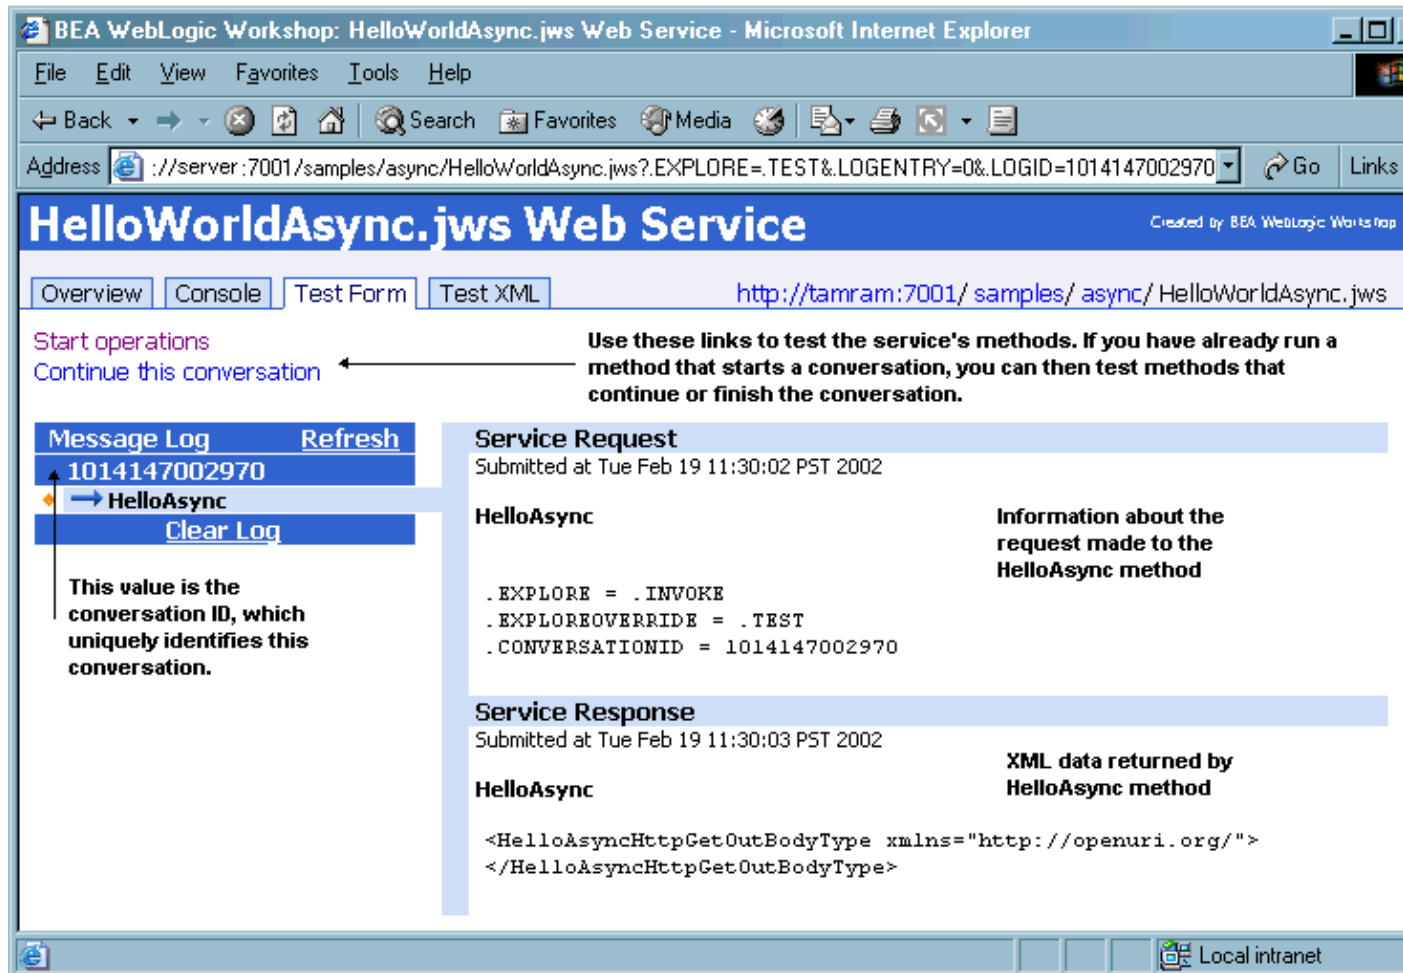 BEA WebLogic Workshop: HelloWorldAsync.jws Web Service - Microsoft Internet Explorer
File Edit View Favorites Tools Help
Back Search Favorites Media
Address ://server:7001/samples/async/HelloWorldAsync.jws?.EXPLORE=.TEST&.LOGENTRY=0&.LOGID=1014147002970 Go Links
HelloWorldAsync.jws Web Service
Created by BEA WebLogic Workshop
Overview Console Test Form Test XML http://tamram:7001/ samples/ async/ HelloWorldAsync.jws
Start operations
Continue this conversation
Use these links to test the service's methods. If you have already run a
method that starts a conversation, you can then test methods that
continue or finish the conversation.
Message Log Refresh
1014147002970
HelloAsync
Clear Log
This value is the
conversation ID, which
uniquely identifies this
conversation.
Service Request
Submitted at Tue Feb 19 11:30:02 PST 2002
HelloAsync
Information about the
request made to the
HelloAsync method
.EXPLORE = .INVOKE
.EXPLOREOVERRIDE = .TEST
.CONVERSATIONID = 1014147002970
Service Response
Submitted at Tue Feb 19 11:30:03 PST 2002
XML data returned by
HelloAsync method
HelloAsync
<HelloAsyncHttpGetOutBodyType xmlns="http://openuri.org/">
</HelloAsyncHttpGetOutBodyType>
Local intranet